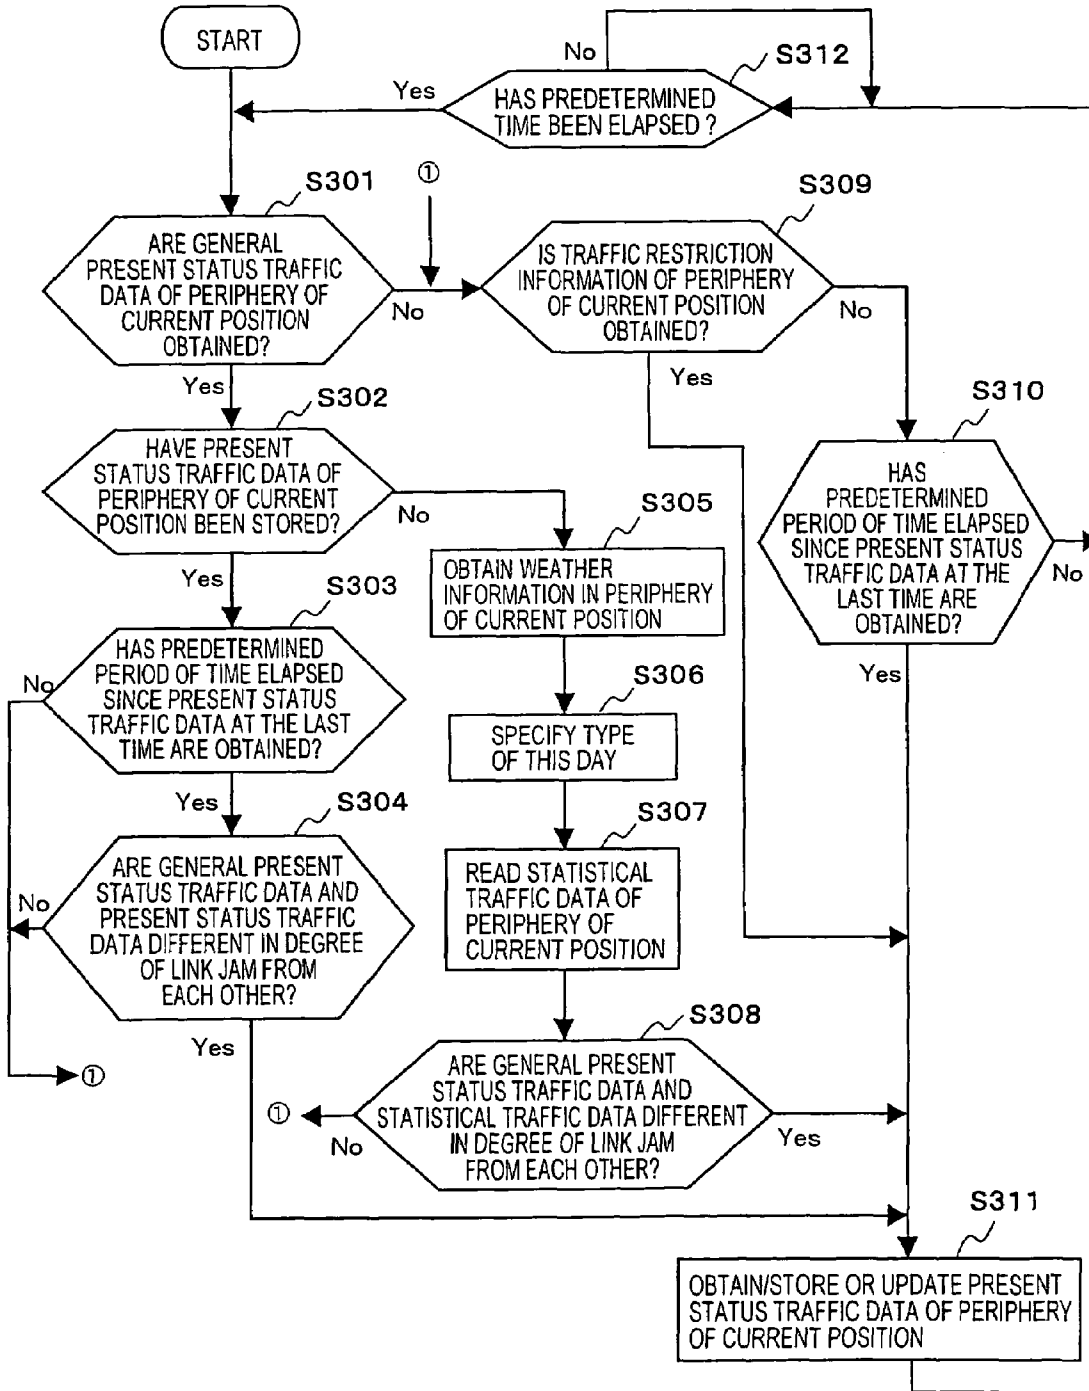 START
No
S312
Yes
HAS PREDETERMINED
TIME BEEN ELAPSED ?
S301
①
S309
ARE GENERAL
PRESENT STATUS TRAFFIC
DATA OF PERIPHERY OF
CURRENT POSITION
OBTAINED?
No
IS TRAFFIC RESTRICTION
INFORMATION OF PERIPHERY
OF CURRENT POSITION
OBTAINED?
No
Yes
Yes
S302
S310
HAVE PRESENT
STATUS TRAFFIC DATA OF
PERIPHERY OF CURRENT
POSITION BEEN STORED?
No
HAS
PREDETERMINED
PERIOD OF TIME ELAPSED
SINCE PRESENT STATUS
TRAFFIC DATA AT THE
LAST TIME ARE
OBTAINED?
No
Yes
S305
OBTAIN WEATHER
INFORMATION IN PERIPHERY
OF CURRENT POSITION
Yes
S303
HAS PREDETERMINED
PERIOD OF TIME ELAPSED
SINCE PRESENT STATUS
TRAFFIC DATA AT THE LAST
TIME ARE OBTAINED?
No
S306
SPECIFY TYPE
OF THIS DAY
Yes
S304
S307
ARE GENERAL PRESENT
STATUS TRAFFIC DATA AND
PRESENT STATUS TRAFFIC
DATA DIFFERENT IN DEGREE
OF LINK JAM FROM
EACH OTHER?
No
READ STATISTICAL
TRAFFIC DATA OF
PERIPHERY OF
CURRENT POSITION
S308
Yes
①
ARE GENERAL PRESENT
STATUS TRAFFIC DATA AND
STATISTICAL TRAFFIC DATA DIFFERENT
IN DEGREE OF LINK JAM
FROM EACH OTHER?
①
No
Yes
S311
OBTAIN/STORE OR UPDATE PRESENT
STATUS TRAFFIC DATA OF PERIPHERY
OF CURRENT POSITION